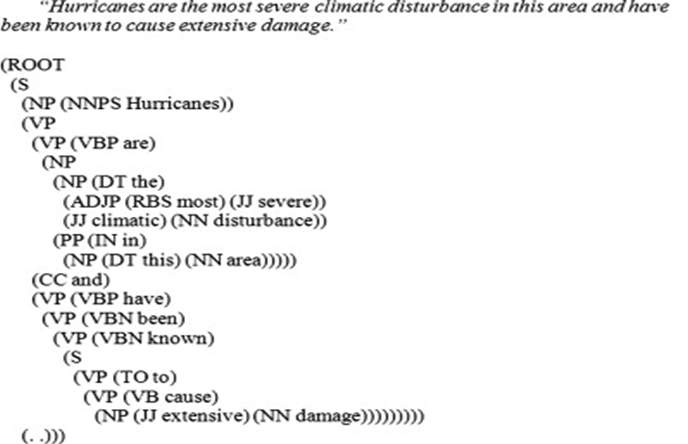 "Hurricanes are the most severe climatic disturbance in this area and have
been known to cause extensive damage."
(ROOT
(S
(NP (NNPS Hurricanes))
(VP
(VP (VBP are)
(NP
(NP (DT the)
(ADJP (RBS most) (JJ severe))
(JJ climatic) (NN disturbance))
(PP (IN in)
(NP (DT this) (NN area)))))
(CC and)
(VP (VBP have)
(VP (VBN been)
(VP (VBN known)
(S
(VP (TO to)
(VP (VB cause)
(NP (JJ extensive) (NN damage)))))))))
(. .)))